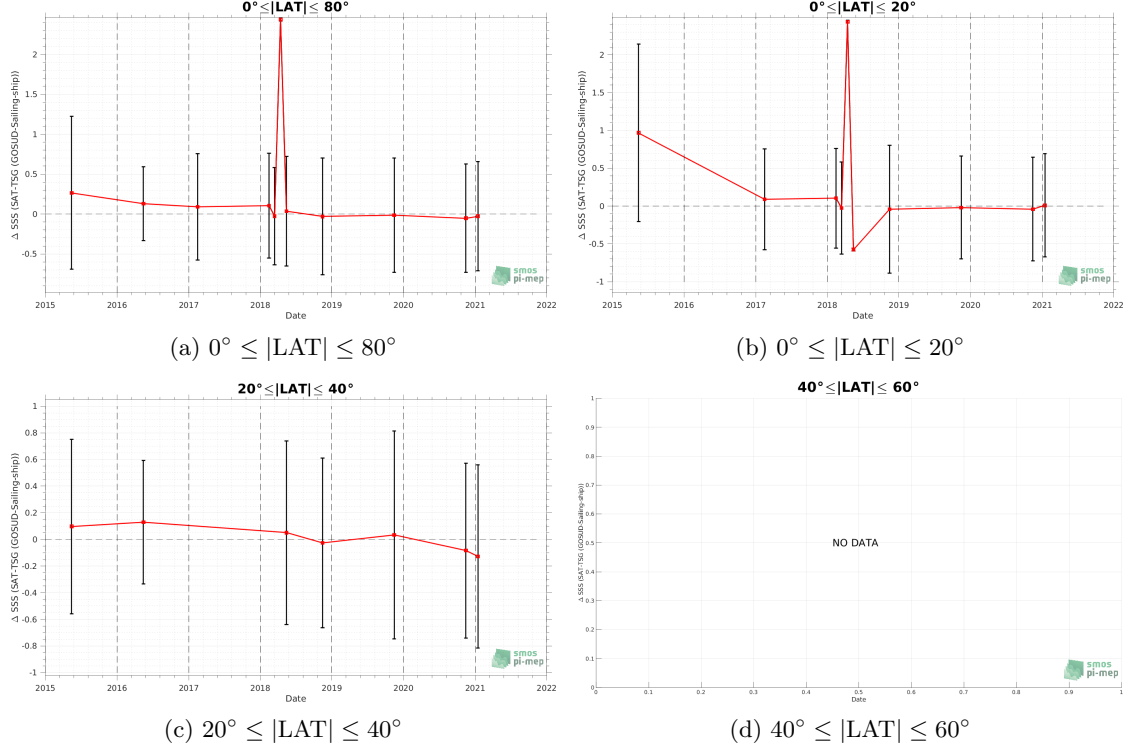 0°≤|LAT|≤ 80°
Δ SSS (SAT-TSG (GOSUD-Sailing-ship))
2
1.5
1
0.5
0
-0.5
2015 2016 2017 2018 2019 2020 2021 2022
Date
smos
pi-mep
(a) 0° ≤ |LAT| ≤ 80°
0°≤|LAT|≤ 20°
Δ SSS (SAT-TSG (GOSUD-Sailing-ship))
2
1.5
1
0.5
0
-0.5
-1
2015 2016 2017 2018 2019 2020 2021 2022
Date
smos
pi-mep
(b) 0° ≤ |LAT| ≤ 20°
20°≤|LAT|≤ 40°
Δ SSS (SAT-TSG (GOSUD-Sailing-ship))
1
0.8
0.6
0.4
0.2
0
-0.2
-0.4
-0.6
-0.8
-1
2015 2016 2017 2018 2019 2020 2021 2022
Date
smos
pi-mep
(c) 20° ≤ |LAT| ≤ 40°
40°≤|LAT|≤ 60°
Δ SSS (SAT-TSG (GOSUD-Sailing-ship))
1
0.9
0.8
0.7
0.6
0.5
0.4
0.3
0.2
0.1
0
NO DATA
0 0.1 0.2 0.3 0.4 0.5 0.6 0.7 0.8 0.9 1
Date
smos
pi-mep
(d) 40° ≤ |LAT| ≤ 60°